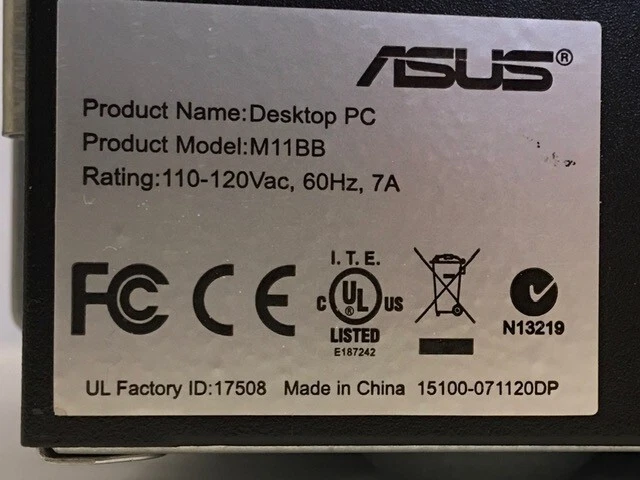 ASUS®
Product Name:Desktop PC
Product Model:M11BB
Rating:110-120Vac, 60Hz, 7A
I.T.E.
FC CE C UL® US
LISTED
E187242
N13219
UL Factory ID:17508 Made in China 15100-071120DP